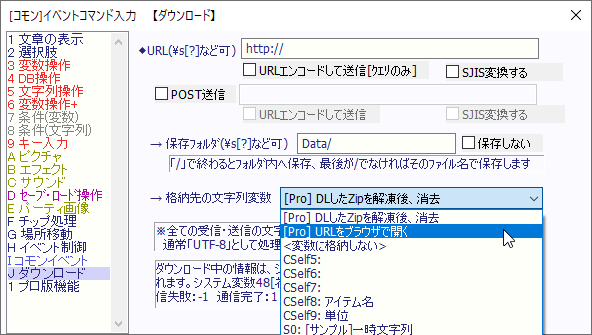 [コモン]イベントコマンド入力　【ダウンロード】
1 文章の表示
2 選択肢
3 変数操作
4 DB操作
5 文字列操作
6 変数操作+
7 条件(変数)
8 条件(文字列)
9 キー入力
A ピクチャ
B エフェクト
C サウンド
D セーブ・ロード操作
E パーティ画像
F チップ処理
G 場所移動
H イベント制御
I コモンイベント
J ダウンロード
1 プロ版機能
◆URL(¥s[?]など可)
http://
URLエンコードして送信[クエリのみ]
SJIS変換する
POST送信
URLエンコードして送信
SJIS変換する
→ 保存フォルダ(¥s[?]など可)
Data/
保存しない
「/」で終わるとフォルダ内へ保存、最後が/でなければそのファイル名で保存します
→ 格納先の文字列変数
[Pro] DLしたZipを解凍後、消去
[Pro] DLしたZipを解凍後、消去
[Pro] URLをブラウザで開く
<変数に格納しない>
CSelf5:
CSelf6:
CSelf7:
CSelf8: アイテム名
CSelf9: 単位
S0: [サンプル]一時文字列
※全ての受信・送信の文字
通常「UTF-8」として処理
ダウンロード中の情報は、シ
れます。システム変数48[ネ
信失敗:-1　通信完了:1